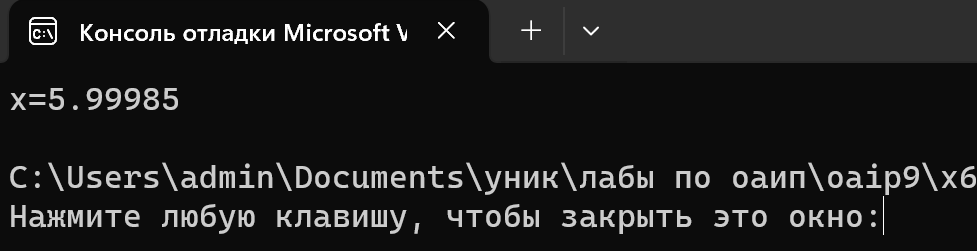 Консоль отладки Microsoft V
x=5.99985
C:\Users\admin\Documents\уник\лабы по оаип\oaip9\x6
Нажмите любую клавишу, чтобы закрыть это окно: